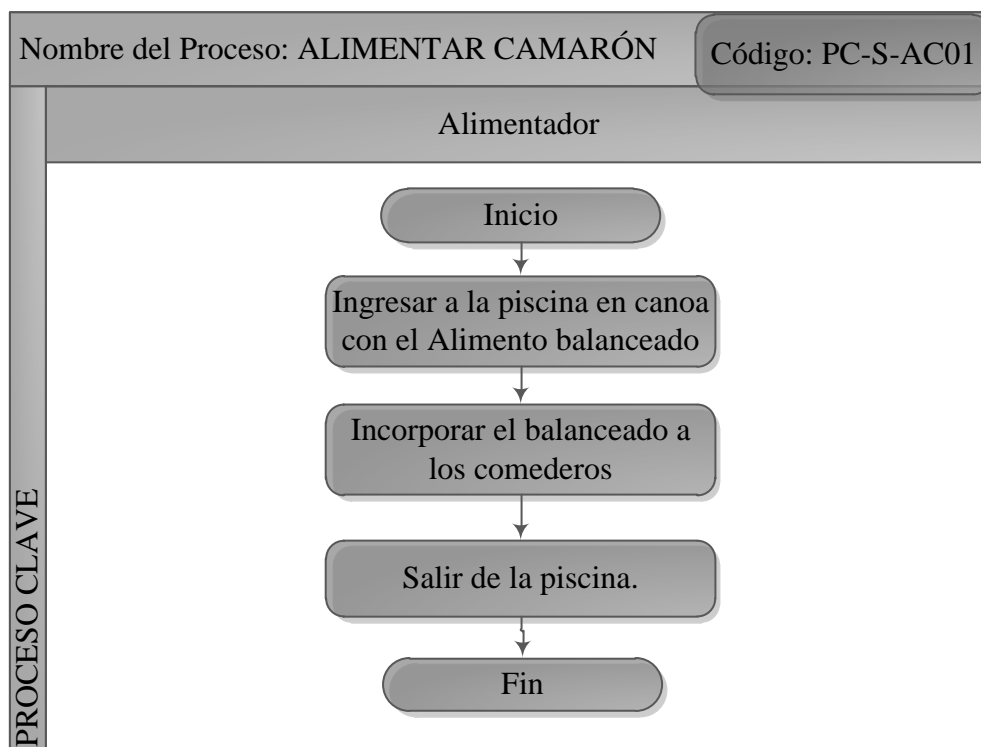 Nombre del Proceso: ALIMENTAR CAMARÓN
Código: PC-S-AC01
Alimentador
PROCESO CLAVE
Inicio
Ingresar a la piscina en canoa
con el Alimento balanceado
Incorporar el balanceado a
los comederos
Salir de la piscina.
Fin